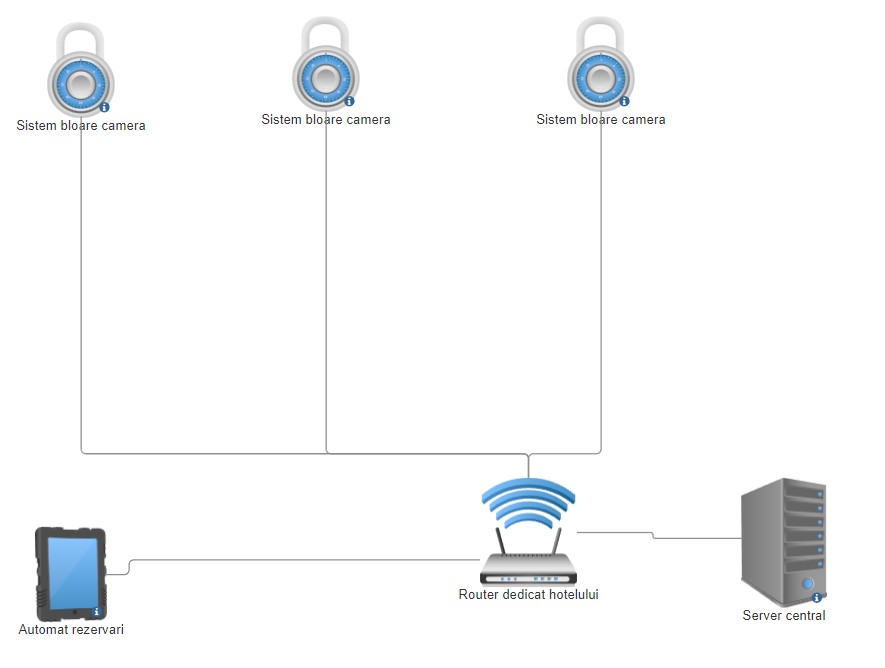 Sistem bloare camera
Sistem bloare camera
Sistem bloare camera
Router dedicat hotelului
Server central
Automat rezervari